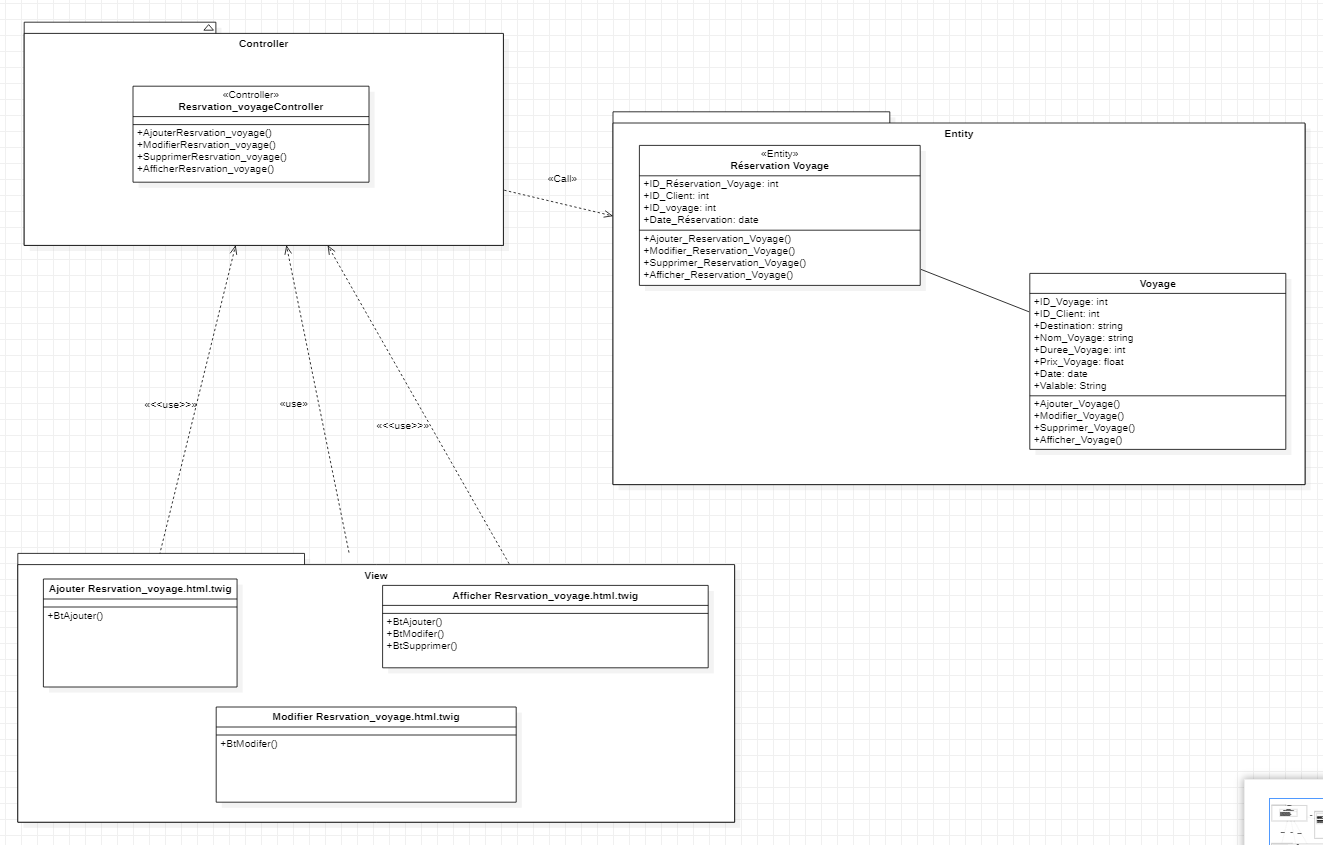 Controller
«Controller»
Resrvation_voyageController
+AjouterResrvation_voyage()
+ModifierResrvation_voyage()
+SupprimerResrvation_voyage()
+AfficherResrvation_voyage()
«Call»
Entity
«Entity»
Réservation Voyage
+ID_Réservation_Voyage: int
+ID_Client: int
+ID_voyage: int
+Date_Réservation: date
+Ajouter_Reservation_Voyage()
+Modifier_Reservation_Voyage()
+Supprimer_Reservation_Voyage()
+Afficher_Reservation_Voyage()
Voyage
+ID_Voyage: int
+ID_Client: int
+Destination: string
+Nom_Voyage: string
+Duree_Voyage: int
+Prix_Voyage: float
+Date: date
+Valable: String
+Ajouter_Voyage()
+Modifier_Voyage()
+Supprimer_Voyage()
+Afficher_Voyage()
«<<use>>»
«use»
«<<use>>»
View
Ajouter Resrvation_voyage.html.twig
+BtAjouter()
Afficher Resrvation_voyage.html.twig
+BtAjouter()
+BtModifer()
+BtSupprimer()
Modifier Resrvation_voyage.html.twig
+BtModifer()